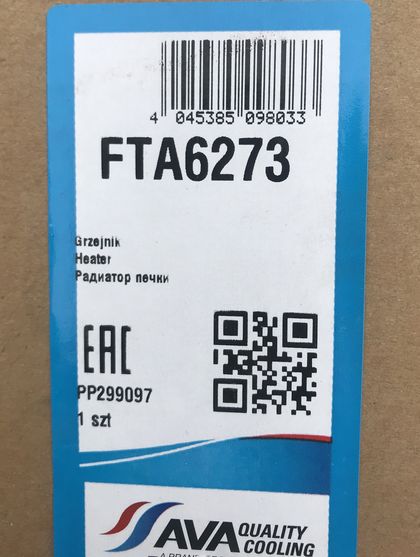 4 045385 098033
FTA6273
Grzejnik
Heater
Радиатор печки
EAC
PP299097
1 szt
AVA QUALITY
COOLING